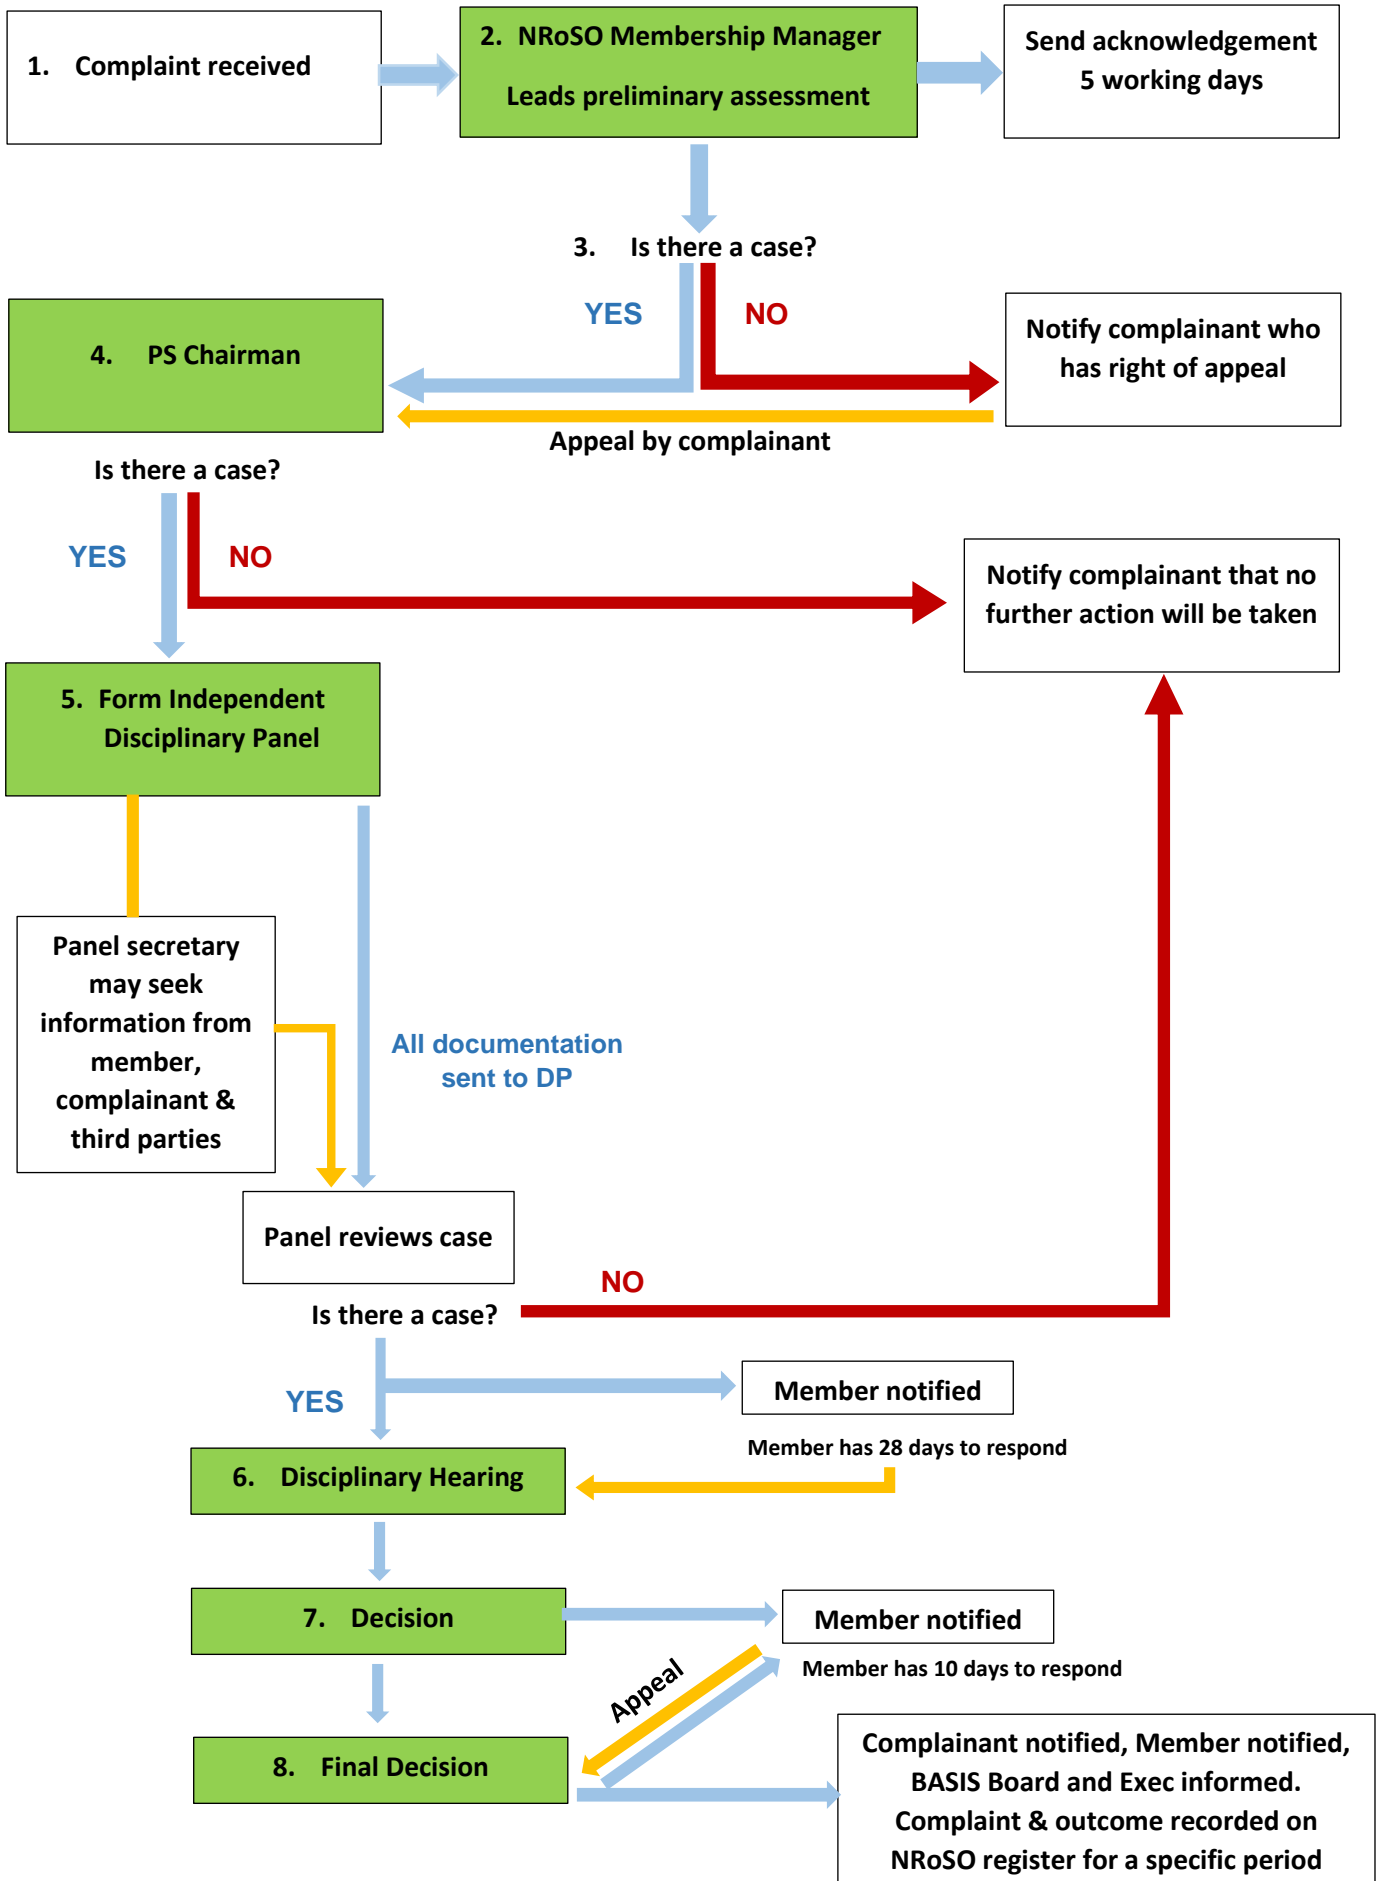 1. Complaint received
2. NRoSO Membership Manager
Leads preliminary assessment
Send acknowledgement
5 working days
3. Is there a case?
YES
NO
4. PS Chairman
Notify complainant who
has right of appeal
Appeal by complainant
Is there a case?
YES
NO
Notify complainant that no
further action will be taken
5. Form Independent
Disciplinary Panel
Panel secretary
may seek
information from
member,
complainant &
third parties
All documentation
sent to DP
Panel reviews case
NO
Is there a case?
YES
Member notified
Member has 28 days to respond
6. Disciplinary Hearing
7. Decision
Member notified
Member has 10 days to respond
Appeal
8. Final Decision
Complainant notified, Member notified,
BASIS Board and Exec informed.
Complaint & outcome recorded on
NRoSO register for a specific period